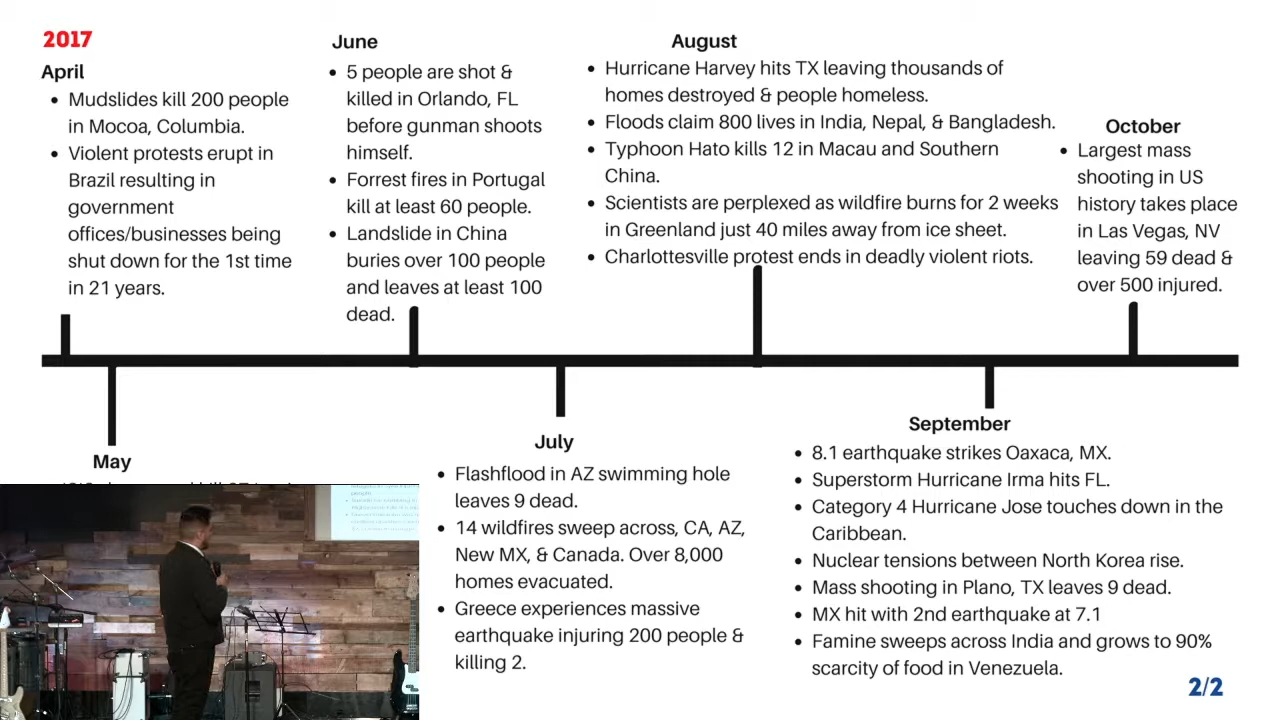 2017
April
• Mudslides kill 200 people
in Mocoa, Columbia.
• Violent protests erupt in
Brazil resulting in
government
offices/businesses being
shut down for the 1st time
in 21 years.
June
• 5 people are shot &
killed in Orlando, FL
before gunman shoots
himself.
• Forrest fires in Portugal
kill at least 60 people.
• Landslide in China
buries over 100 people
and leaves at least 100
dead.
August
• Hurricane Harvey hits TX leaving thousands of
homes destroyed & people homeless.
• Floods claim 800 lives in India, Nepal, & Bangladesh.
• Typhoon Hato kills 12 in Macau and Southern
China.
• Scientists are perplexed as wildfire burns for 2 weeks
in Greenland just 40 miles away from ice sheet.
• Charlottesville protest ends in deadly violent riots.
October
• Largest mass
shooting in US
history takes place
in Las Vegas, NV
leaving 59 dead &
over 500 injured.
May
July
• Flashflood in AZ swimming hole
leaves 9 dead.
• 14 wildfires sweep across, CA, AZ,
New MX, & Canada. Over 8,000
homes evacuated.
• Greece experiences massive
earthquake injuring 200 people &
killing 2.
September
• 8.1 earthquake strikes Oaxaca, MX.
• Superstorm Hurricane Irma hits FL.
• Category 4 Hurricane Jose touches down in the
Caribbean.
• Nuclear tensions between North Korea rise.
• Mass shooting in Plano, TX leaves 9 dead.
• MX hit with 2nd earthquake at 7.1
• Famine sweeps across India and grows to 90%
scarcity of food in Venezuela.
2/2